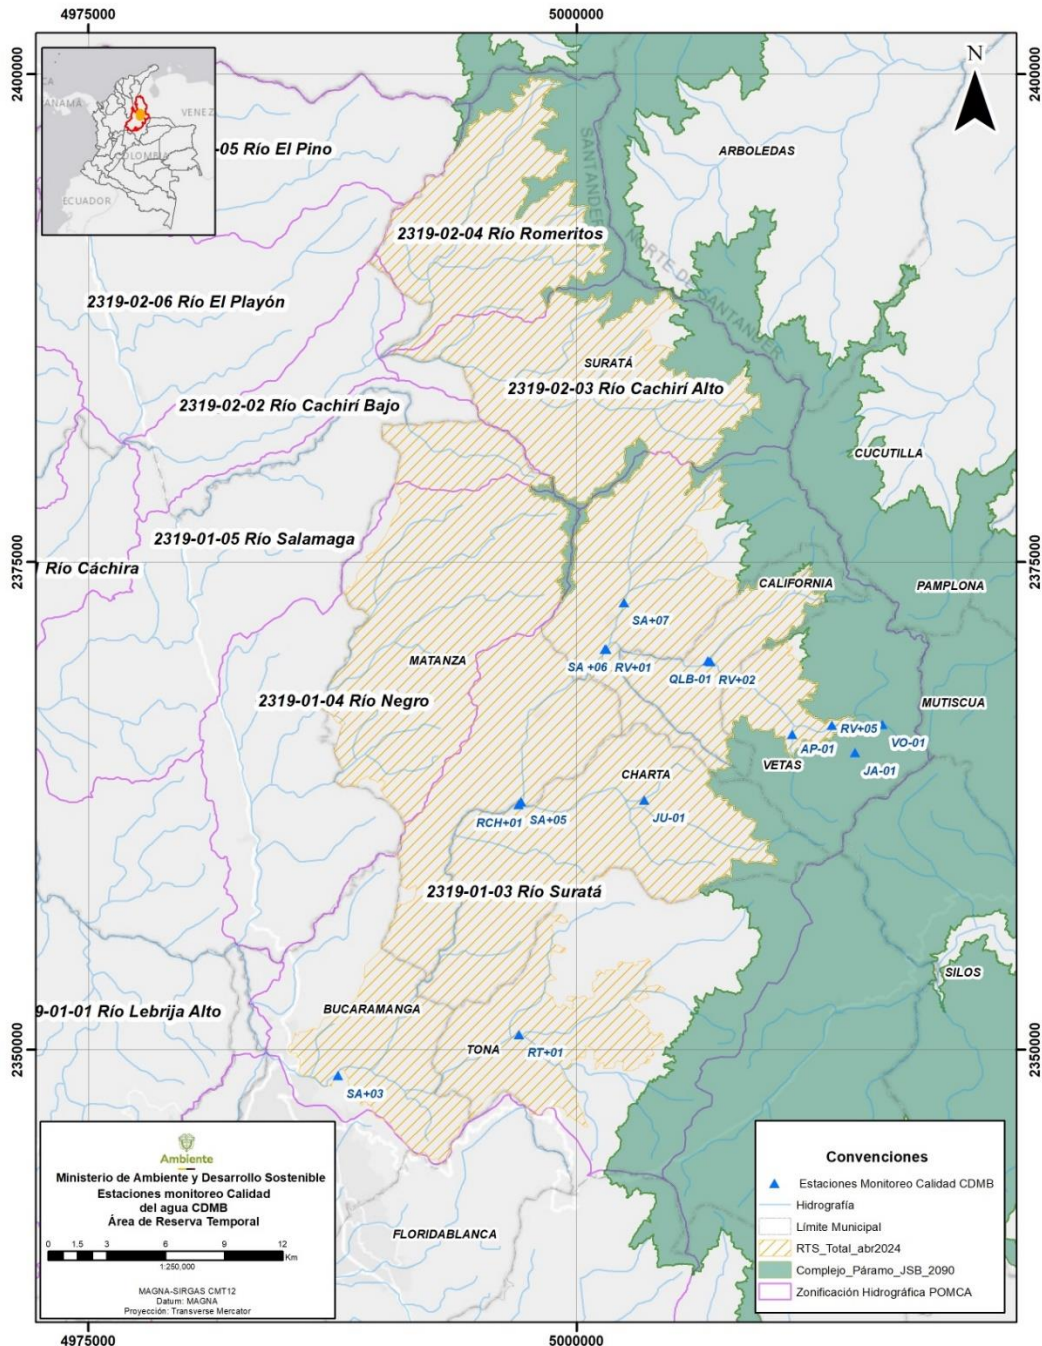 4975000
5000000
2400000
2400000
N
PANAMÁ
VENEZ
COLOMBIA
ECUADOR
-05 Río El Pino
ARBOLEDAS
SANTANDER
NORTE DE SANTANDER
2319-02-04 Río Romeritos
2319-02-06 Río El Playón
SURATÁ
2319-02-03 Río Cachirí Alto
2319-02-02 Río Cachirí Bajo
CUCUTILLA
2319-01-05 Río Salamaga
2375000
2375000
Río Cáchira
CALIFORNIA
PAMPLONA
SA+07
MATANZA
SA +06
RV+01
QLB-01
RV+02
2319-01-04 Río Negro
MUTISCUA
RV+05
VO-01
AP-01
VETAS
JA-01
CHARTA
RCH+01
SA+05
JU-01
2319-01-03 Río Suratá
SILOS
9-01-01 Río Lebrija Alto
BUCARAMANGA
2350000
2350000
TONA
RT+01
SA+03
FLORIDABLANCA
Ambiente
Ministerio de Ambiente y Desarrollo Sostenible
Estaciones monitoreo Calidad
del agua CDMB
Área de Reserva Temporal
0 1.5 3 6 9 12
Km
1:250.000
MAGNA-SIRGAS CMT12
Datum: MAGNA
Proyección: Transverse Mercator
Convenciones
Estaciones Monitoreo Calidad CDMB
Hidrografía
Límite Municipal
RTS_Total_abr2024
Complejo_Páramo_JSB_2090
Zonificación Hidrográfica POMCA
4975000
5000000